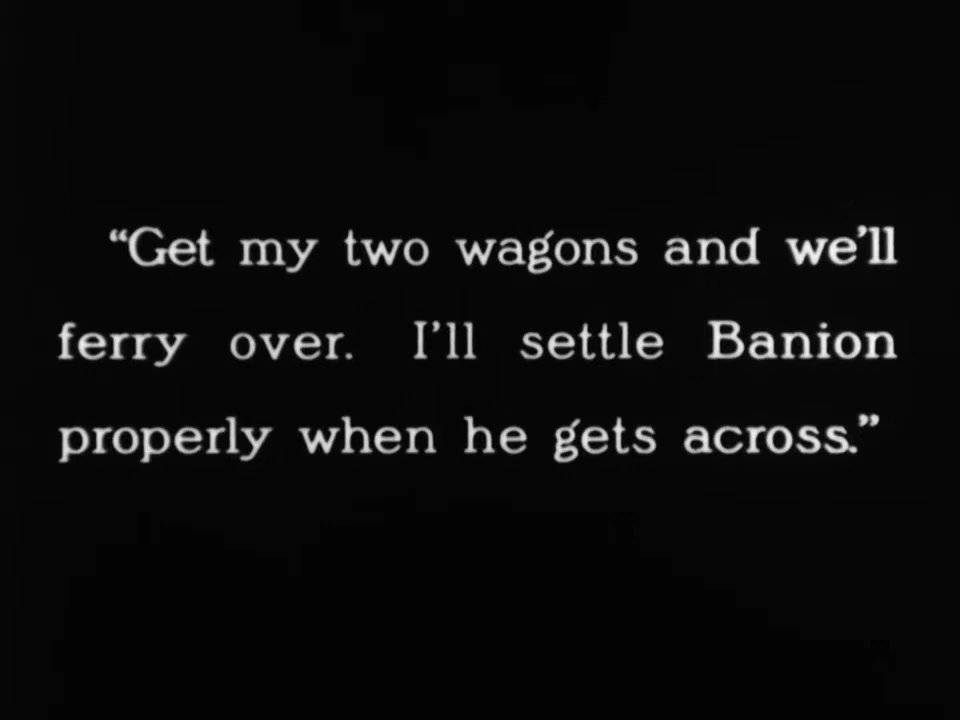 “Get my two wagons and we’ll
ferry over. I’ll settle Banion
properly when he gets across.”